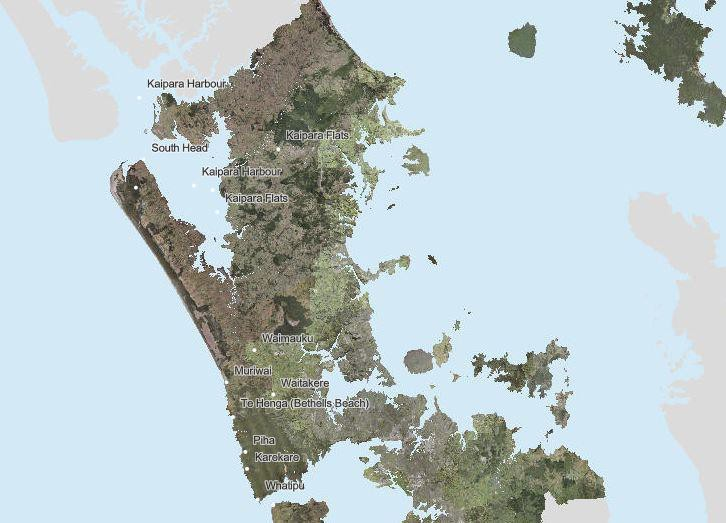 Kaipara Harbour
Kaipara Flats
South Head
Kaipara Harbour
Kaipara Flats
Waimauku
Muriwai
Waitakere
Te Henga (Bethells Beach)
Piha
Karekare
Whatipu